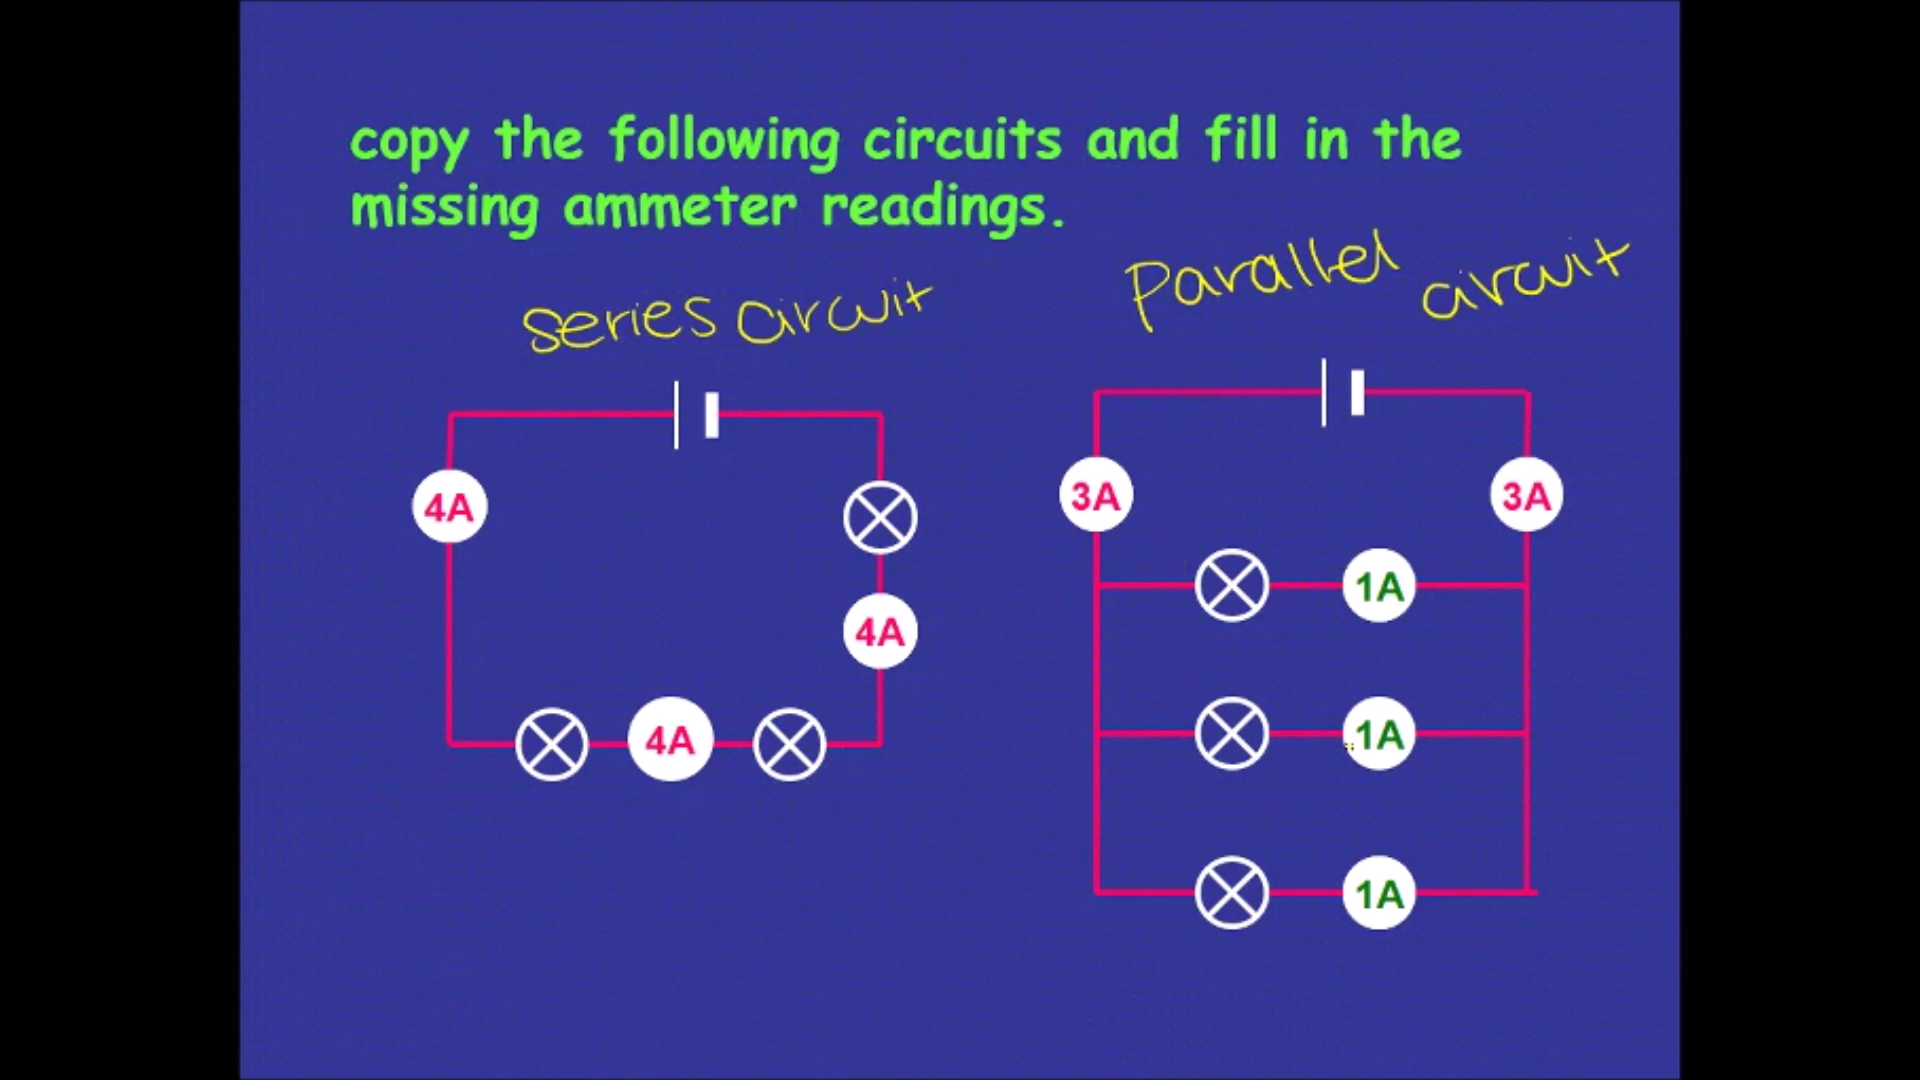 copy the following circuits and fill in the
missing ammeter readings.
series circuit
Parallel circuit
4A
4A
4A
3A
3A
1A
1A
1A